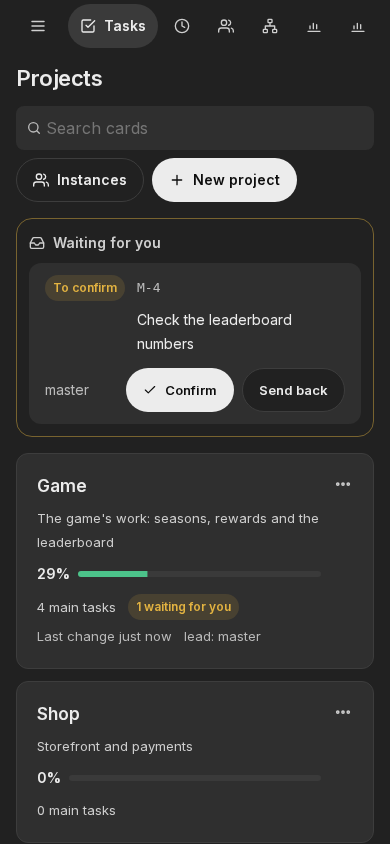 Tasks
Projects
Search cards
Instances
New project
Waiting for you
To confirm
M-4
Check the leaderboard
numbers
master
Confirm
Send back
Game
The game's work: seasons, rewards and the
leaderboard
29%
4 main tasks
1 waiting for you
Last change just now
lead: master
Shop
Storefront and payments
0%
0 main tasks